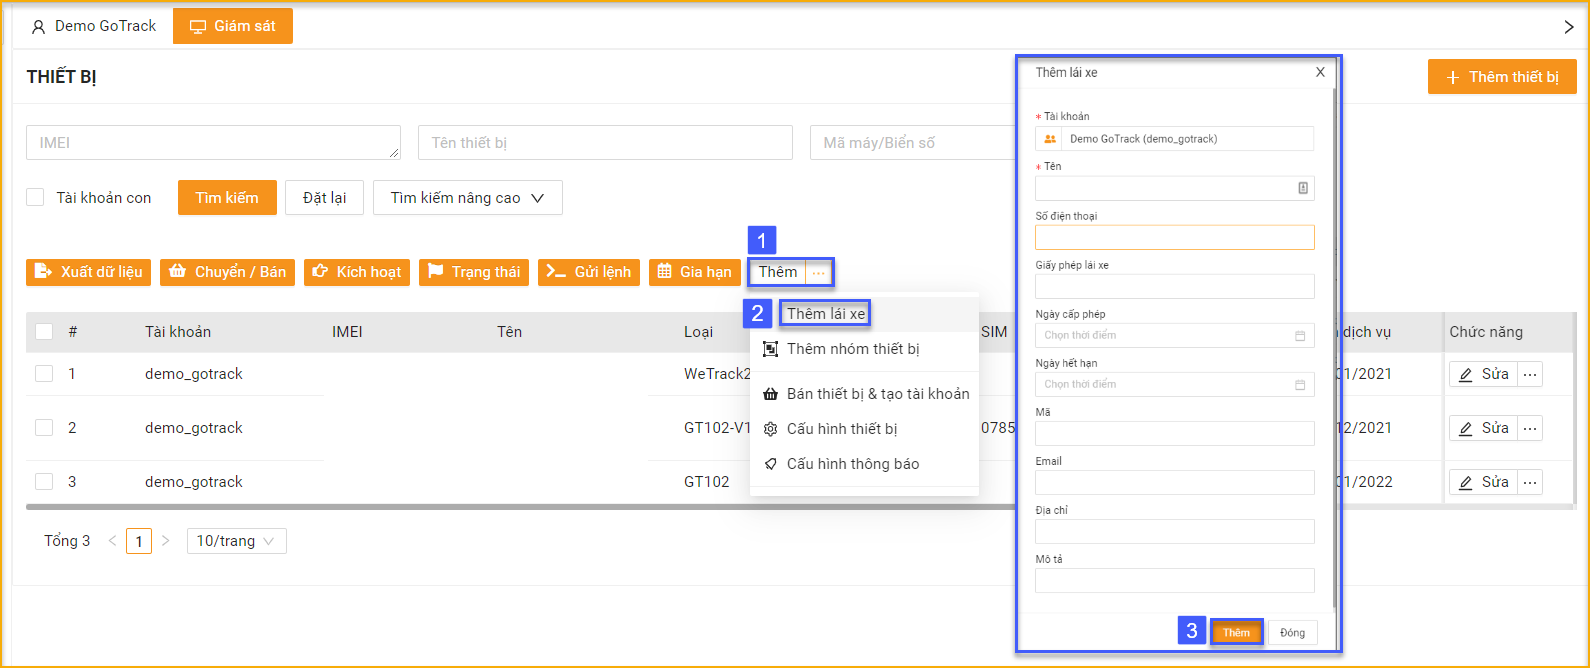 Demo GoTrack
Giám sát
THIẾT BỊ
Thêm thiết bị
IMEI
Tên thiết bị
Mã máy/Biển số
Tài khoản con
Tìm kiếm
Đặt lại
Tìm kiếm nâng cao
1
Xuất dữ liệu
Chuyển / Bán
Kích hoạt
Trạng thái
Gửi lệnh
Gia hạn
Thêm
2
Thêm lái xe
Thêm nhóm thiết bị
Bán thiết bị & tạo tài khoản
Cấu hình thiết bị
Cấu hình thông báo
# Tài khoản IMEI Tên Loại SIM dịch vụ Chức năng
1 demo_gotrack WeTrack2 01/2021 Sửa ...
2 demo_gotrack GT102-V1 0785 12/2021 Sửa ...
3 demo_gotrack GT102 01/2022 Sửa ...
Tổng 3 < 1 > 10/trang
Thêm lái xe X
* Tài khoản
Demo GoTrack (demo_gotrack)
* Tên
Số điện thoại
Giấy phép lái xe
Ngày cấp phép
Chọn thời điểm
Ngày hết hạn
Chọn thời điểm
Mã
Email
Địa chỉ
Mô tả
3
Thêm
Đóng